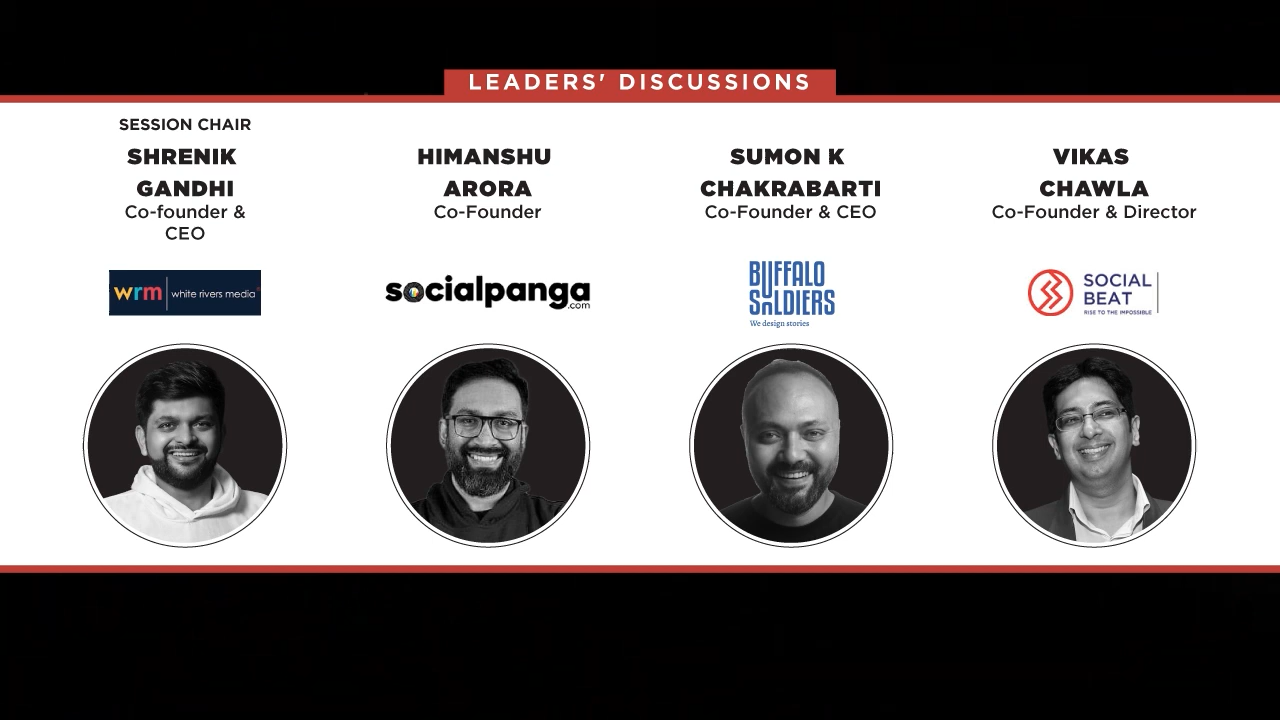 LEADERS' DISCUSSIONS
SESSION CHAIR
SHRENIK
GANDHI
Co-founder &
CEO
wrm white rivers media
HIMANSHU
ARORA
Co-Founder
socialpanga
.com
SUMON K
CHAKRABARTI
Co-Founder & CEO
BUFFALO
SOLDIERS
We design stories
VIKAS
CHAWLA
Co-Founder & Director
SOCIAL
BEAT
RISE TO THE IMPOSSIBLE